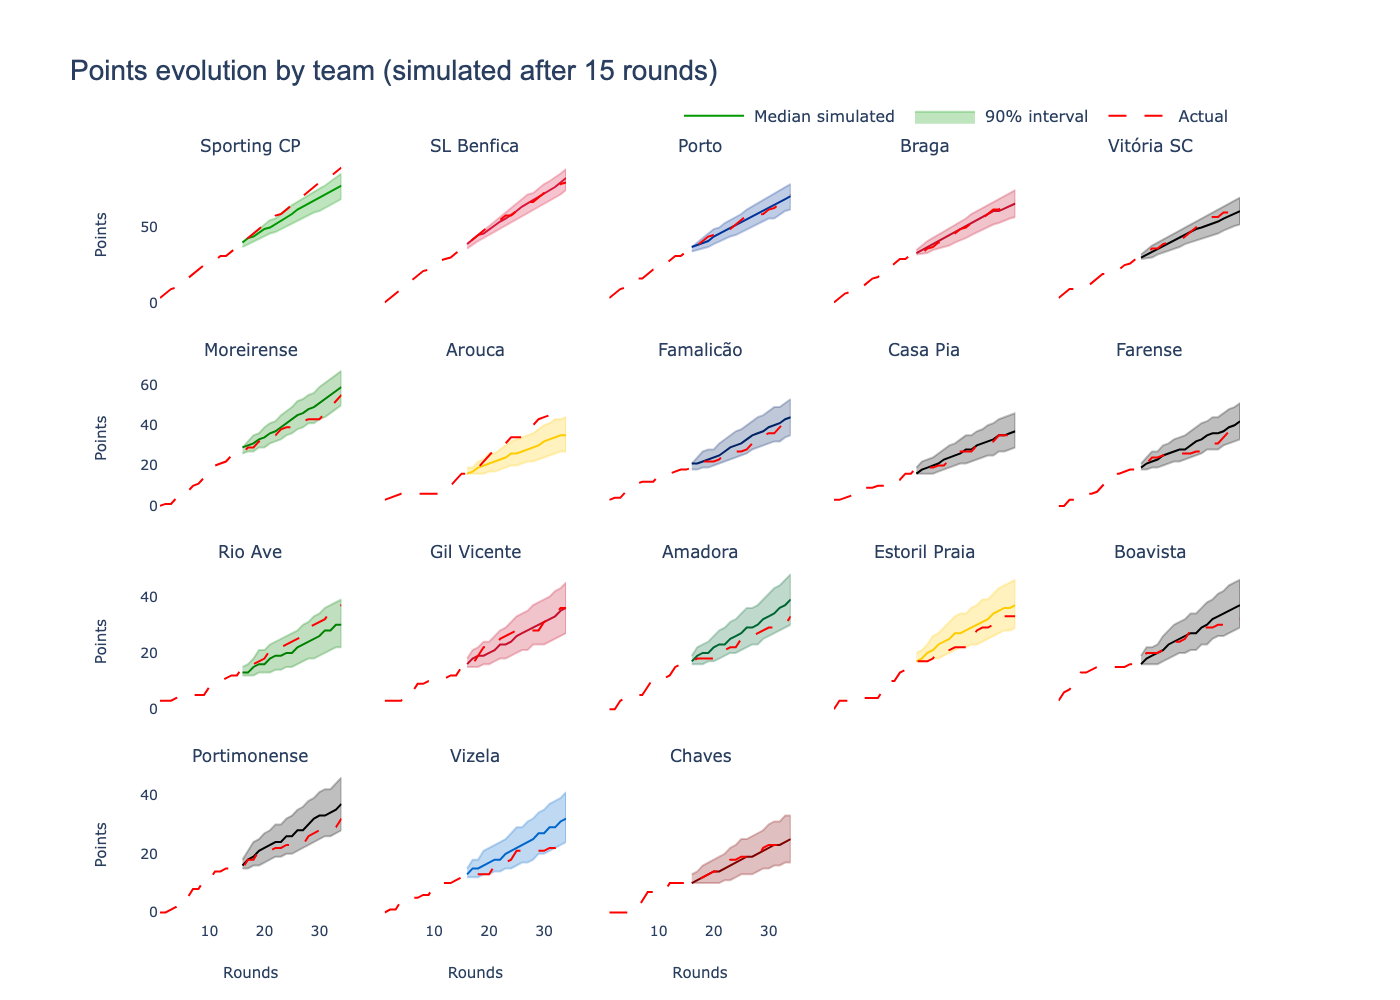 Points evolution by team (simulated after 15 rounds)
Median simulated 90% interval Actual
Sporting CP SL Benfica Porto Braga Vitória SC
Points
50
0
Moreirense Arouca Famalicão Casa Pia Farense
Points
60
40
20
0
Rio Ave Gil Vicente Amadora Estoril Praia Boavista
Points
40
20
0
Portimonense Vizela Chaves
Points
40
20
0
10 20 30 10 20 30 10 20 30
Rounds Rounds Rounds